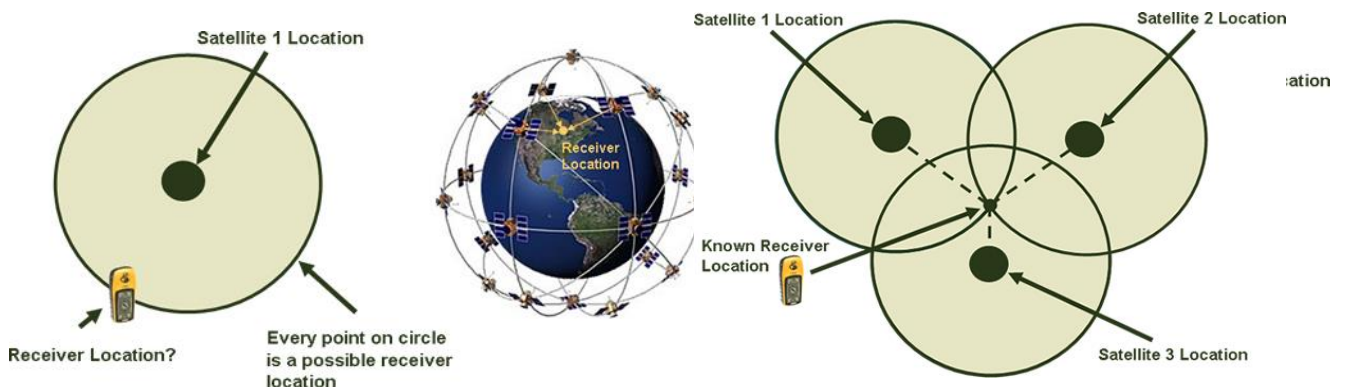 Satellite 1 Location
Receiver Location?
Every point on circle
is a possible receiver
location
Receiver
Location
Satellite 1 Location
Satellite 2 Location
Known Receiver
Location
Satellite 3 Location
ation